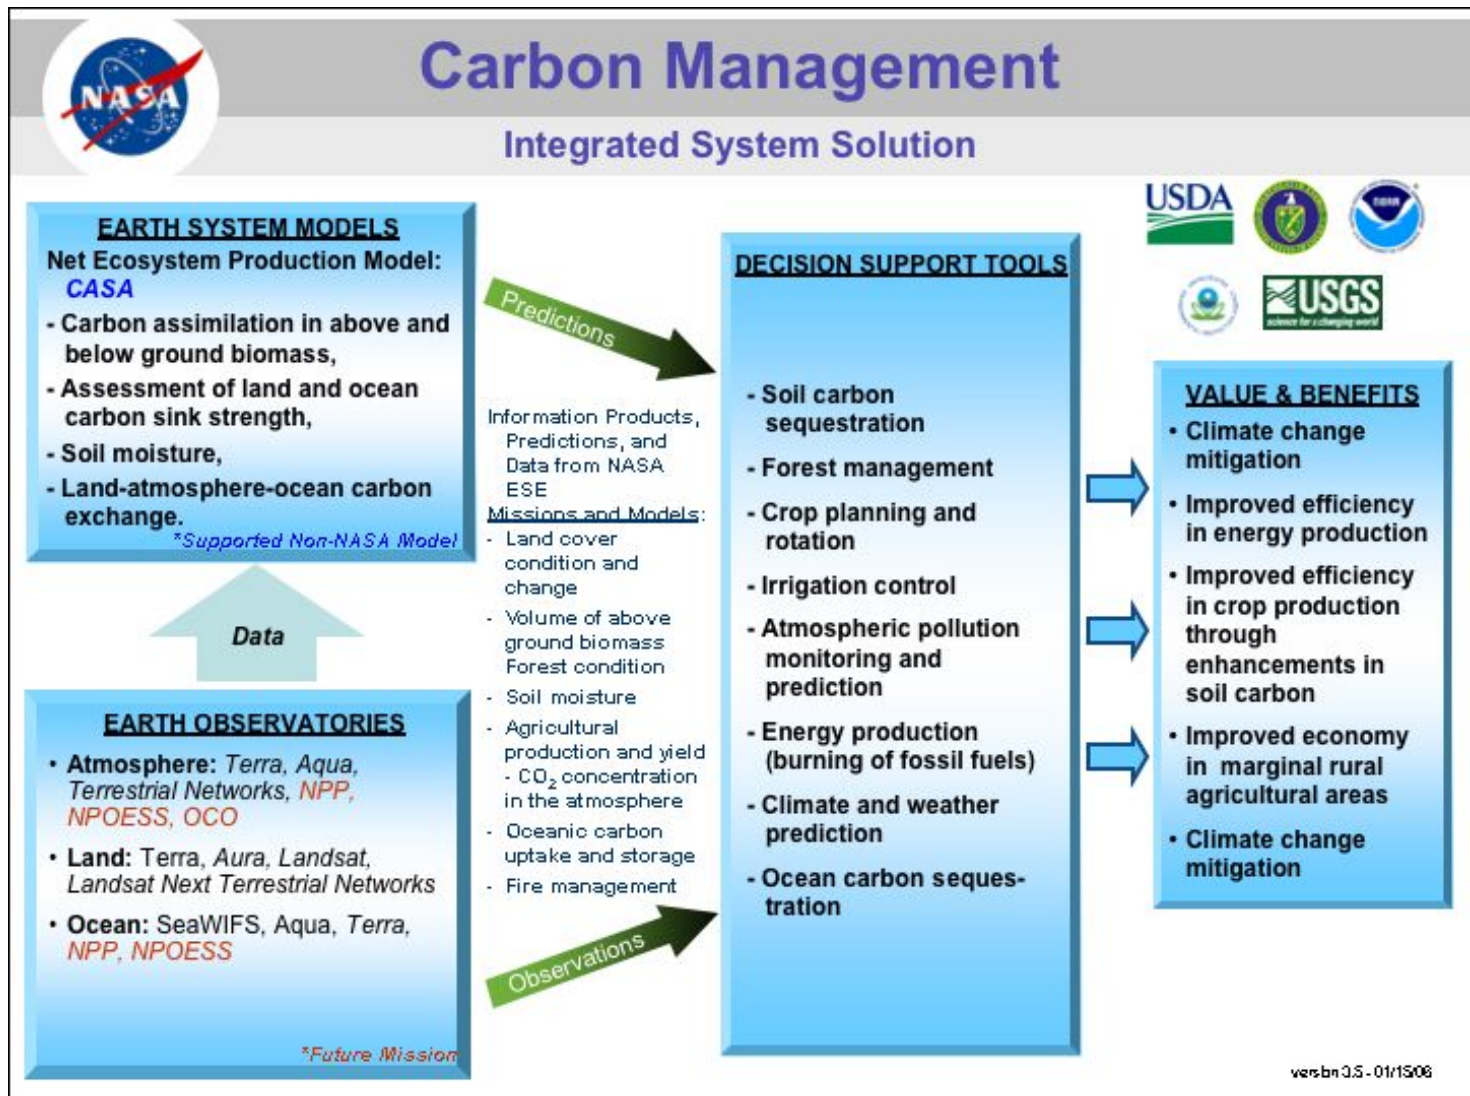 NASA
Carbon Management
Integrated System Solution
USDA
NOAA
USGS
science for a changing world
EARTH SYSTEM MODELS
Net Ecosystem Production Model:
CASA
- Carbon assimilation in above and
below ground biomass,
- Assessment of land and ocean
carbon sink strength,
- Soil moisture,
- Land-atmosphere-ocean carbon
exchange.
*Supported Non-NASA Model
Data
EARTH OBSERVATORIES
• Atmosphere: Terra, Aqua,
Terrestrial Networks, NPP,
NPOESS, OCO
• Land: Terra, Aura, Landsat,
Landsat Next Terrestrial Networks
• Ocean: SeaWIFS, Aqua, Terra,
NPP, NPOESS
*Future Mission
Predictions
Information Products,
Predictions, and
Data from NASA
ESE
Missions and Models:
- Land cover
condition and
change
- Volume of above
ground biomass
Forest condition
- Soil moisture
- Agricultural
production and yield
- CO₂ concentration
in the atmosphere
- Oceanic carbon
uptake and storage
- Fire management
Observations
DECISION SUPPORT TOOLS
- Soil carbon
sequestration
- Forest management
- Crop planning and
rotation
- Irrigation control
- Atmospheric pollution
monitoring and
prediction
- Energy production
(burning of fossil fuels)
- Climate and weather
prediction
- Ocean carbon seques-
tration
VALUE & BENEFITS
• Climate change
mitigation
• Improved efficiency
in energy production
• Improved efficiency
in crop production
through
enhancements in
soil carbon
• Improved economy
in marginal rural
agricultural areas
• Climate change
mitigation
version 3.5 - 01/15/06